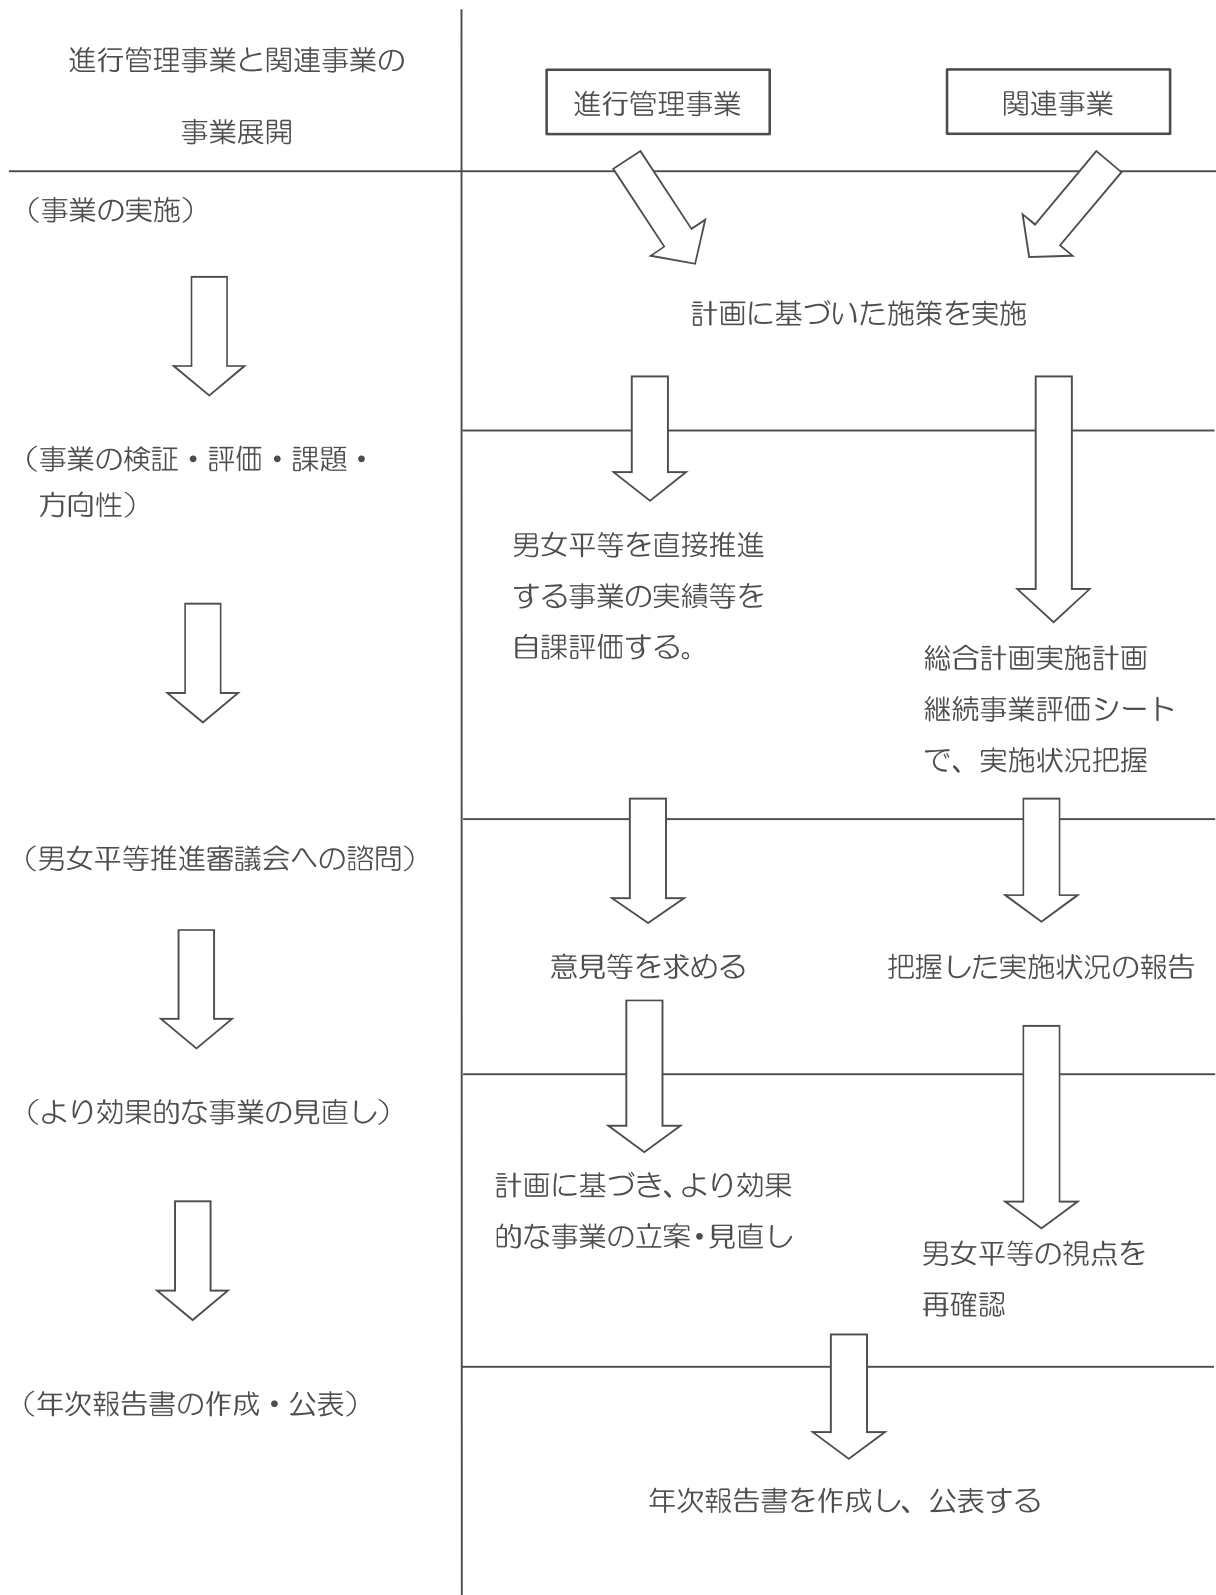 進行管理事業と関連事業の
事業展開
進行管理事業
関連事業
（事業の実施）
計画に基づいた施策を実施
（事業の検証・評価・課題・
方向性）
男女平等を直接推進
する事業の実績等を
自課評価する。
総合計画実施計画
継続事業評価シート
で、実施状況把握
（男女平等推進審議会への諮問）
意見等を求める
把握した実施状況の報告
（より効果的な事業の見直し）
計画に基づき、より効果
的な事業の立案・見直し
男女平等の視点を
再確認
（年次報告書の作成・公表）
年次報告書を作成し、公表する